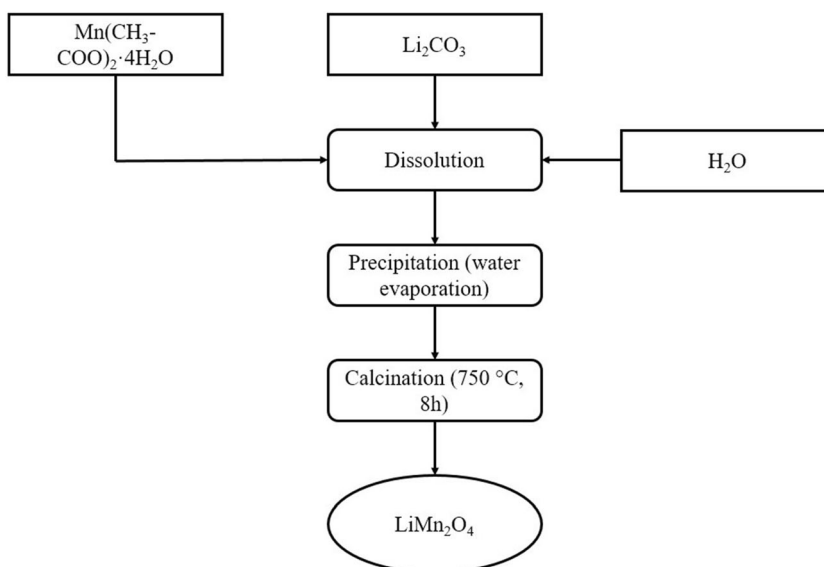 Mn(CH₃-
COO)₂·4H₂O
Li₂CO₃
Dissolution
H₂O
Precipitation (water
evaporation)
Calcination (750 °C,
8h)
LiMn₂O₄